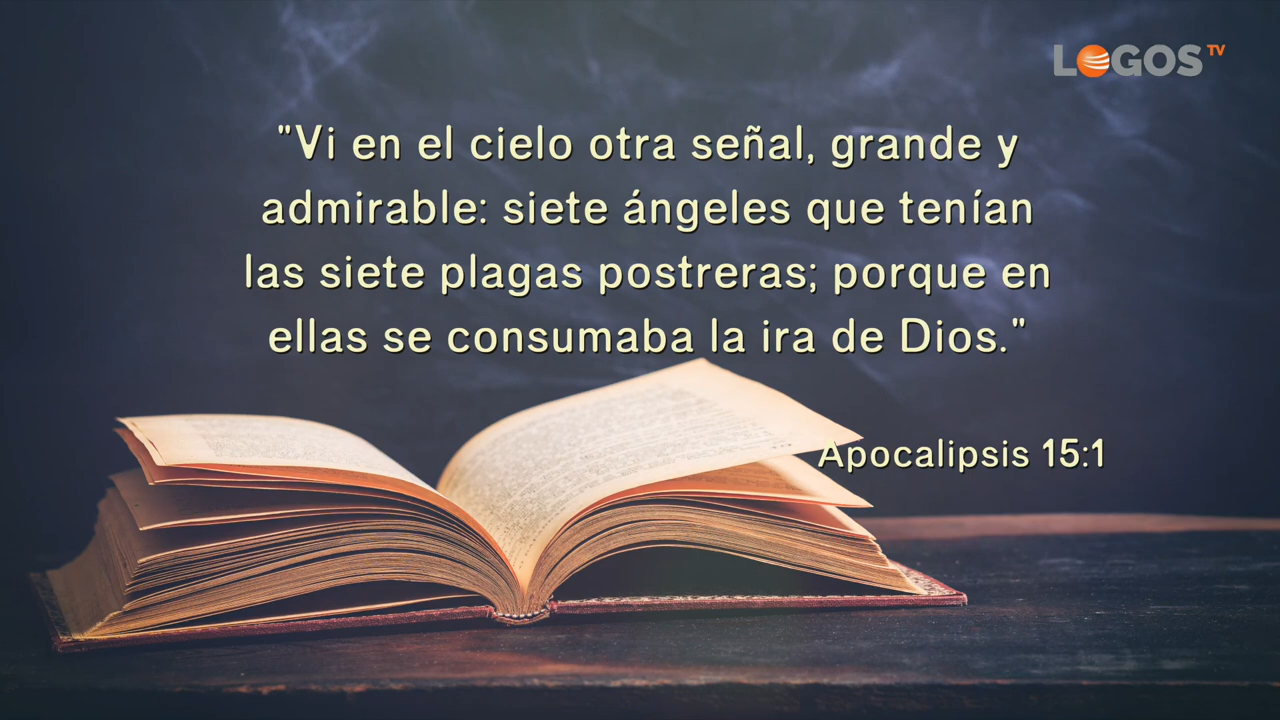 LOGOS TV
"Vi en el cielo otra señal, grande y
admirable: siete ángeles que tenían
las siete plagas postreras; porque en
ellas se consumaba la ira de Dios."
Apocalipsis 15:1